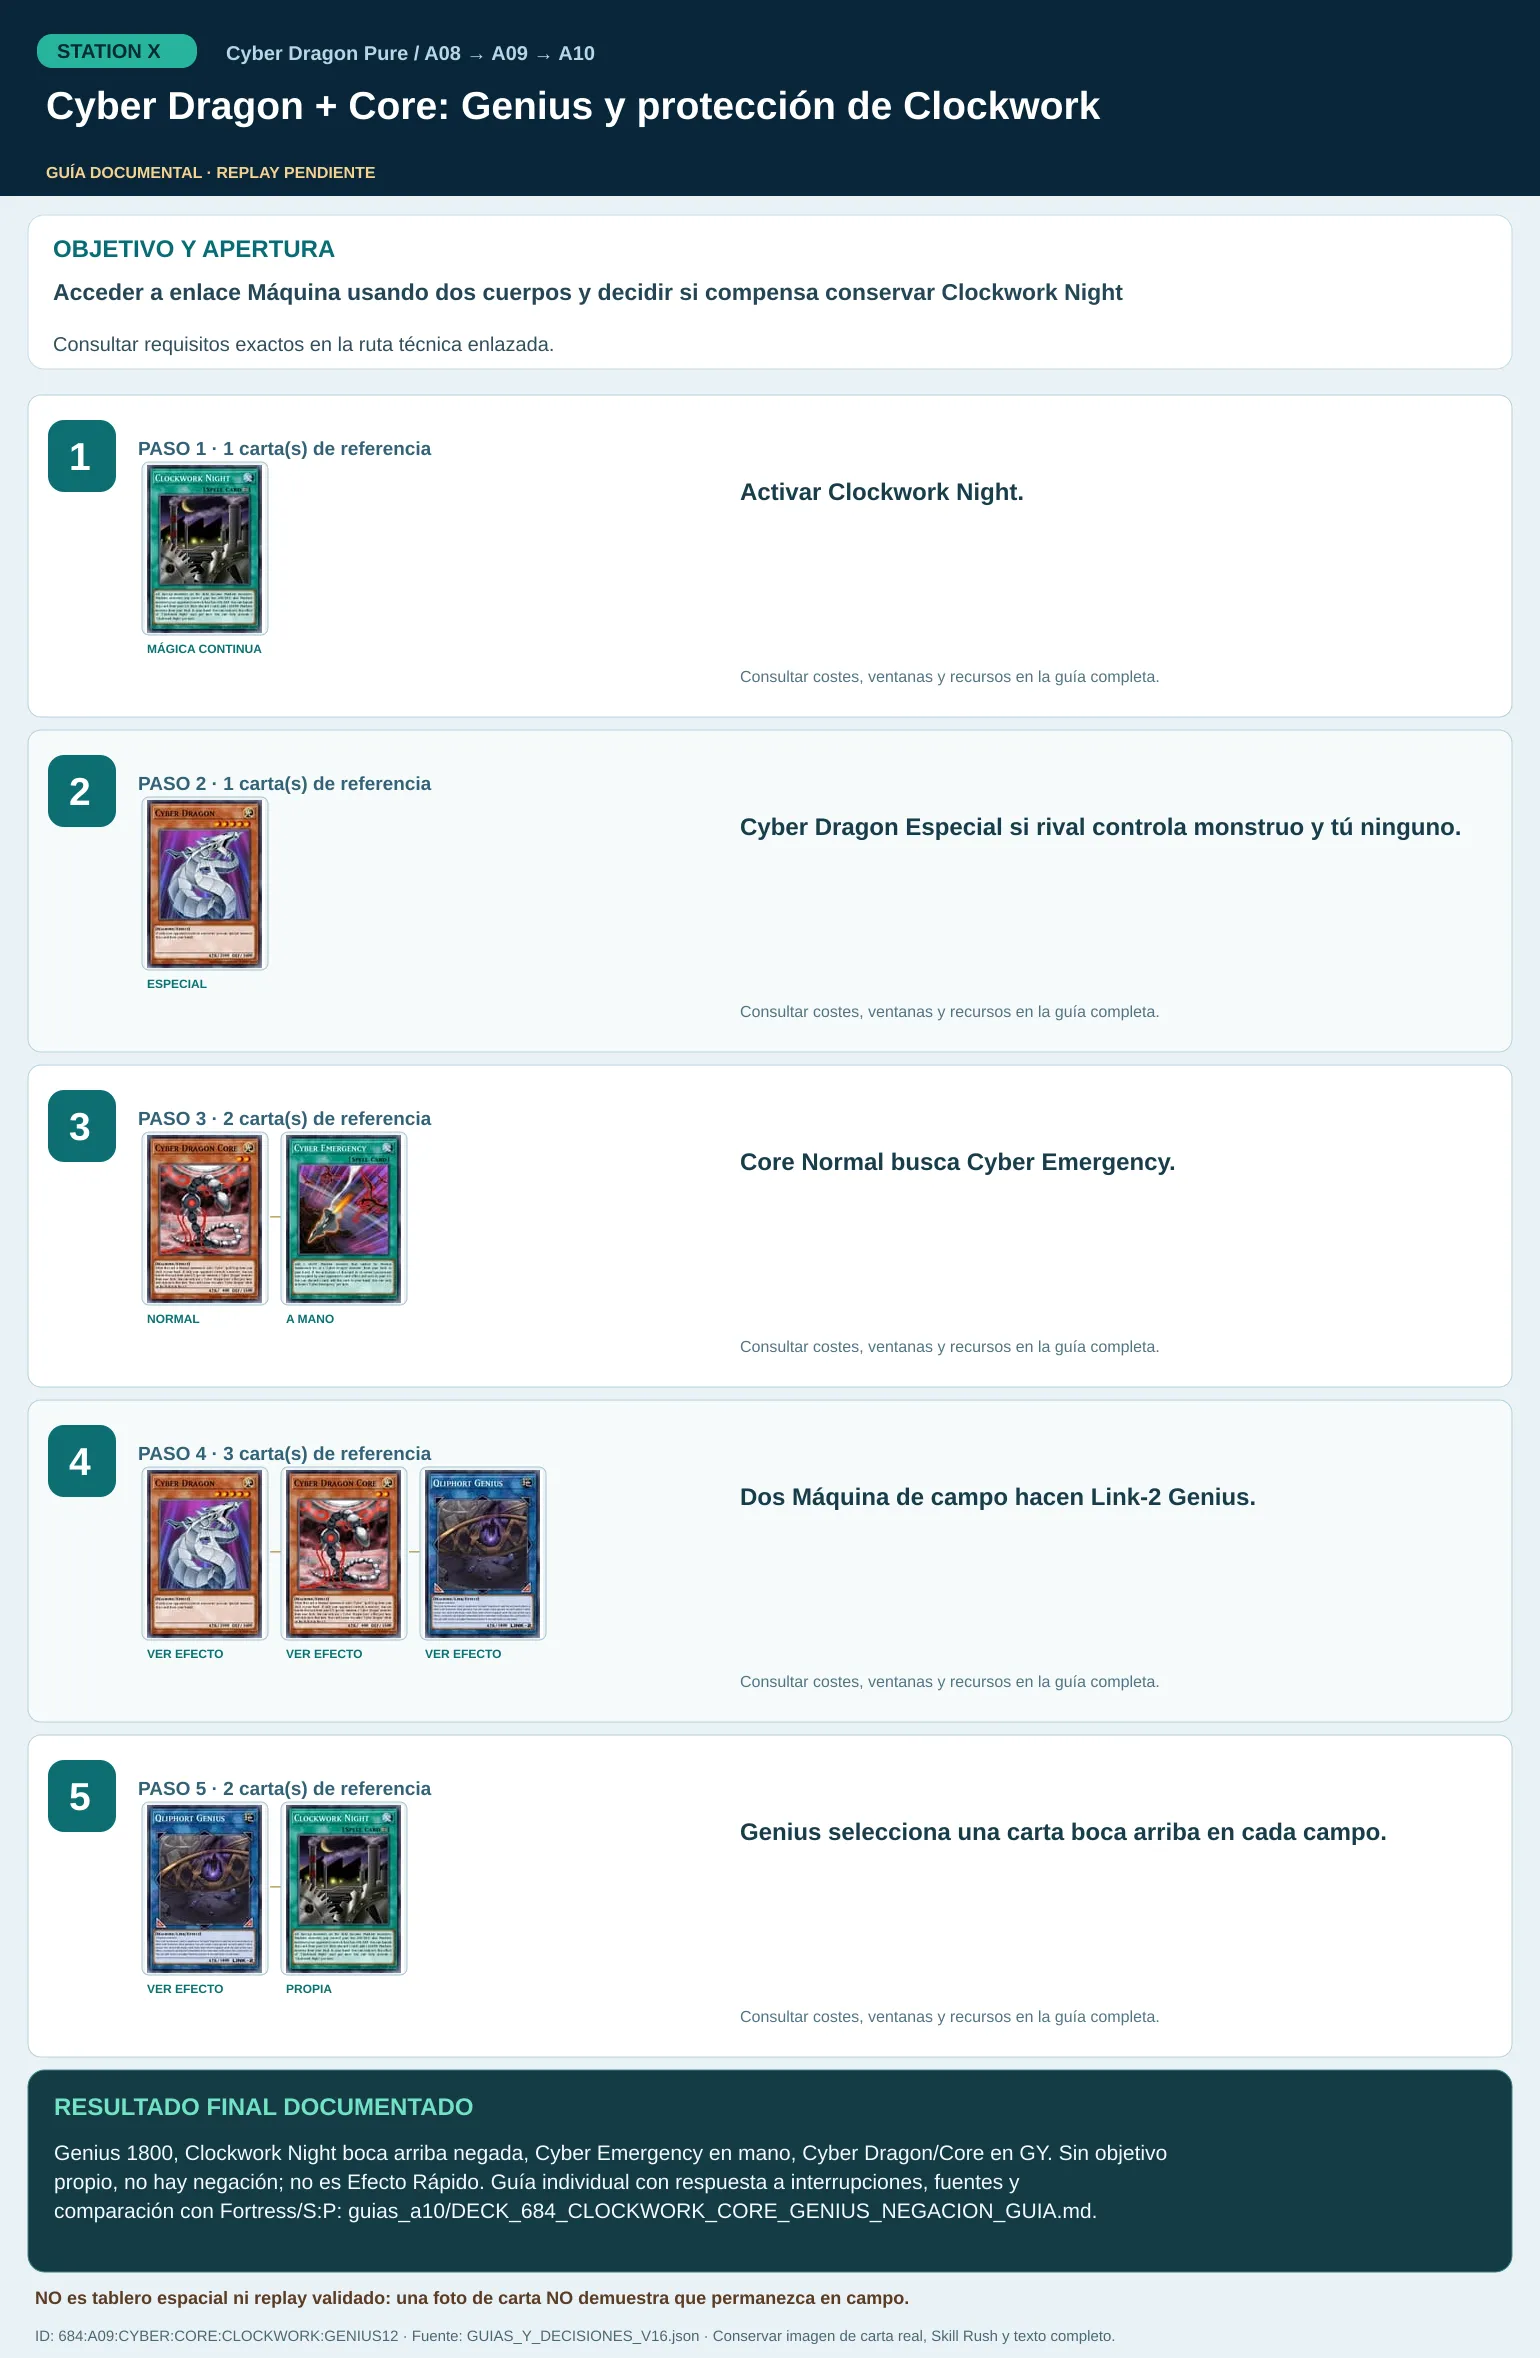 STATION X
Cyber Dragon Pure / A08 → A09 → A10
Cyber Dragon + Core: Genius y protección de Clockwork
GUÍA DOCUMENTAL · REPLAY PENDIENTE
OBJETIVO Y APERTURA
Acceder a enlace Máquina usando dos cuerpos y decidir si compensa conservar Clockwork Night
Consultar requisitos exactos en la ruta técnica enlazada.
1
PASO 1 · 1 carta(s) de referencia
CLOCKWORK NIGHT
MÁGICA CONTINUA
Activar Clockwork Night.
Consultar costes, ventanas y recursos en la guía completa.
2
PASO 2 · 1 carta(s) de referencia
CYBER DRAGON
ESPECIAL
Cyber Dragon Especial si rival controla monstruo y tú ninguno.
Consultar costes, ventanas y recursos en la guía completa.
3
PASO 3 · 2 carta(s) de referencia
CYBER DRAGON CORE
CYBER EMERGENCY
NORMAL
A MANO
Core Normal busca Cyber Emergency.
Consultar costes, ventanas y recursos en la guía completa.
4
PASO 4 · 3 carta(s) de referencia
CYBER DRAGON
CYBER DRAGON CORE
QLIPHORT GENIUS
VER EFECTO
VER EFECTO
VER EFECTO
Dos Máquina de campo hacen Link-2 Genius.
Consultar costes, ventanas y recursos en la guía completa.
5
PASO 5 · 2 carta(s) de referencia
QLIPHORT GENIUS
CLOCKWORK NIGHT
VER EFECTO
PROPIA
Genius selecciona una carta boca arriba en cada campo.
Consultar costes, ventanas y recursos en la guía completa.
RESULTADO FINAL DOCUMENTADO
Genius 1800, Clockwork Night boca arriba negada, Cyber Emergency en mano, Cyber Dragon/Core en GY. Sin objetivo
propio, no hay negación; no es Efecto Rápido. Guía individual con respuesta a interrupciones, fuentes y
comparación con Fortress/S:P: guias_a10/DECK_684_CLOCKWORK_CORE_GENIUS_NEGACION_GUIA.md.
NO es tablero espacial ni replay validado: una foto de carta NO demuestra que permanezca en campo.
ID: 684:A09:CYBER:CORE:CLOCKWORK:GENIUS12 · Fuente: GUIAS_Y_DECISIONES_V16.json · Conservar imagen de carta real, Skill Rush y texto completo.